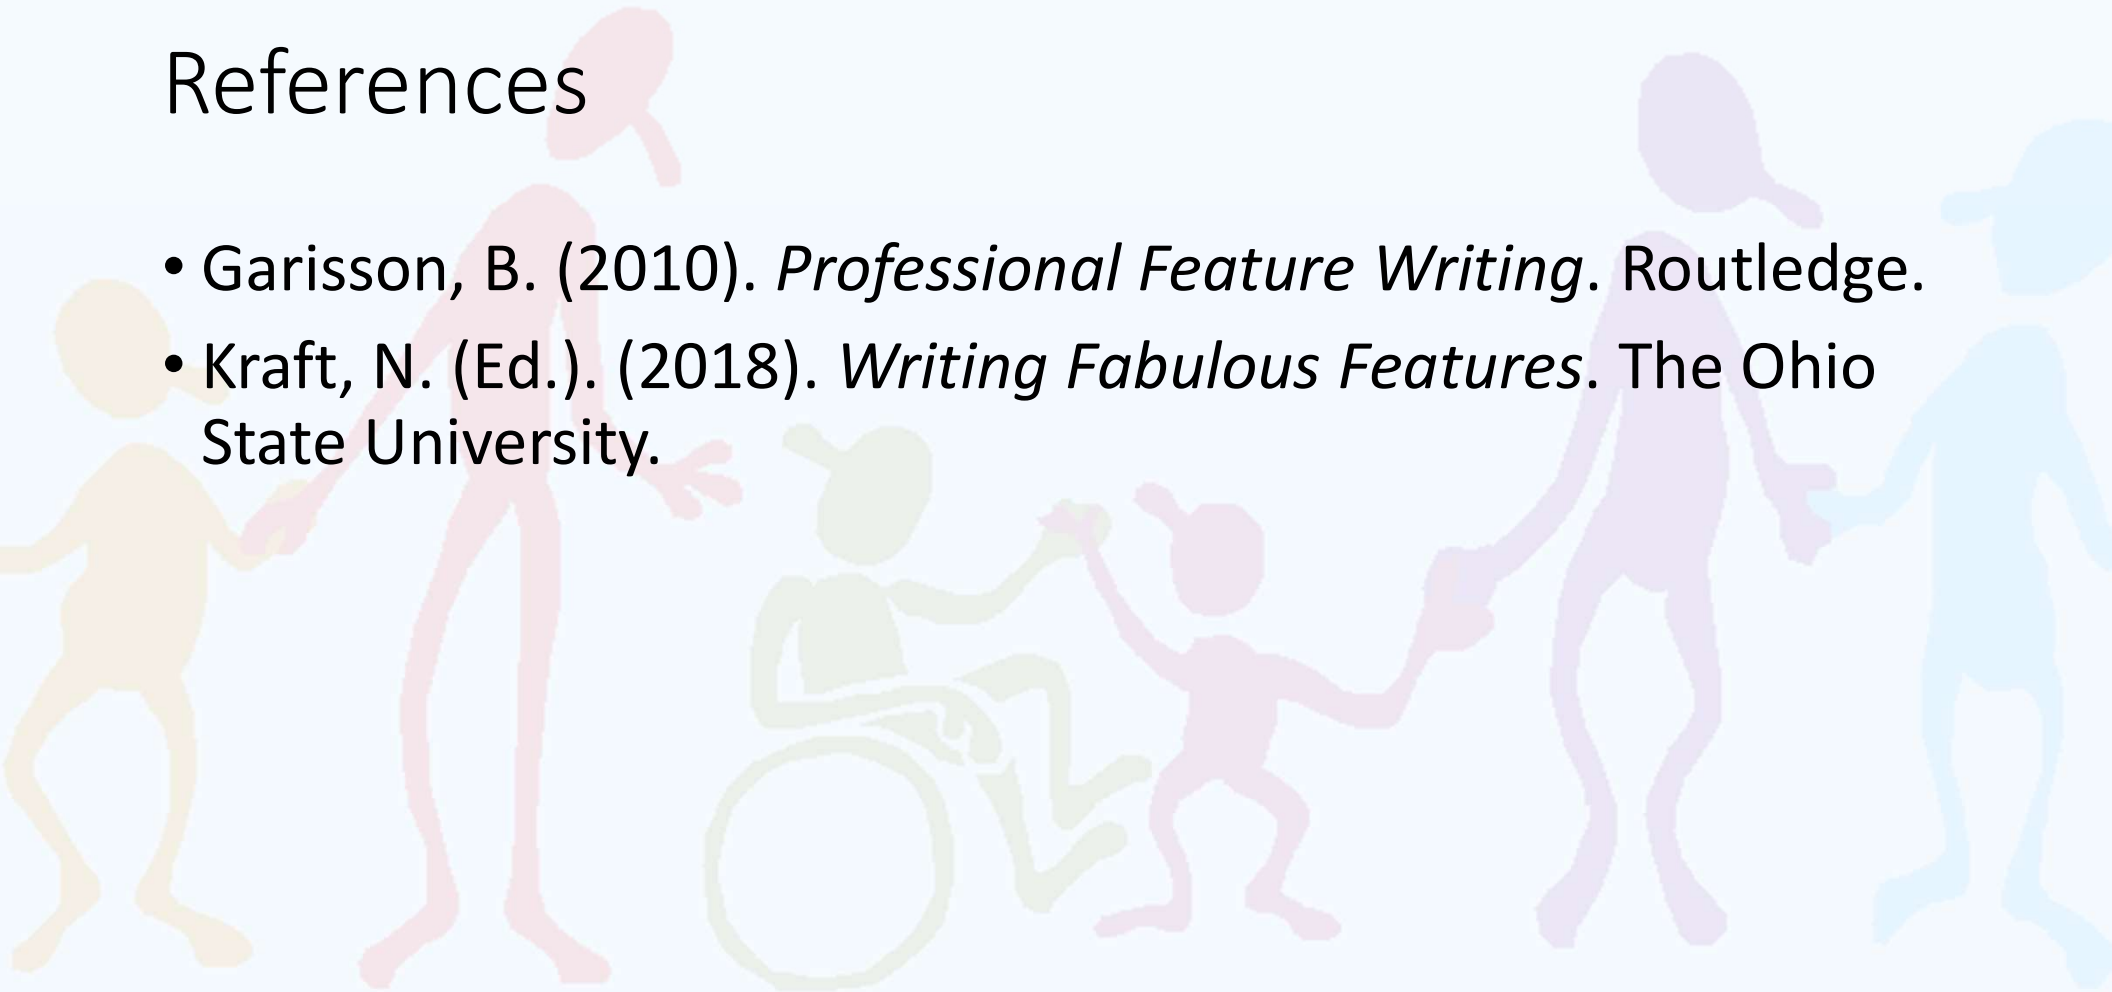 References
• Garisson, B. (2010). Professional Feature Writing. Routledge.
• Kraft, N. (Ed.). (2018). Writing Fabulous Features. The Ohio
State University.